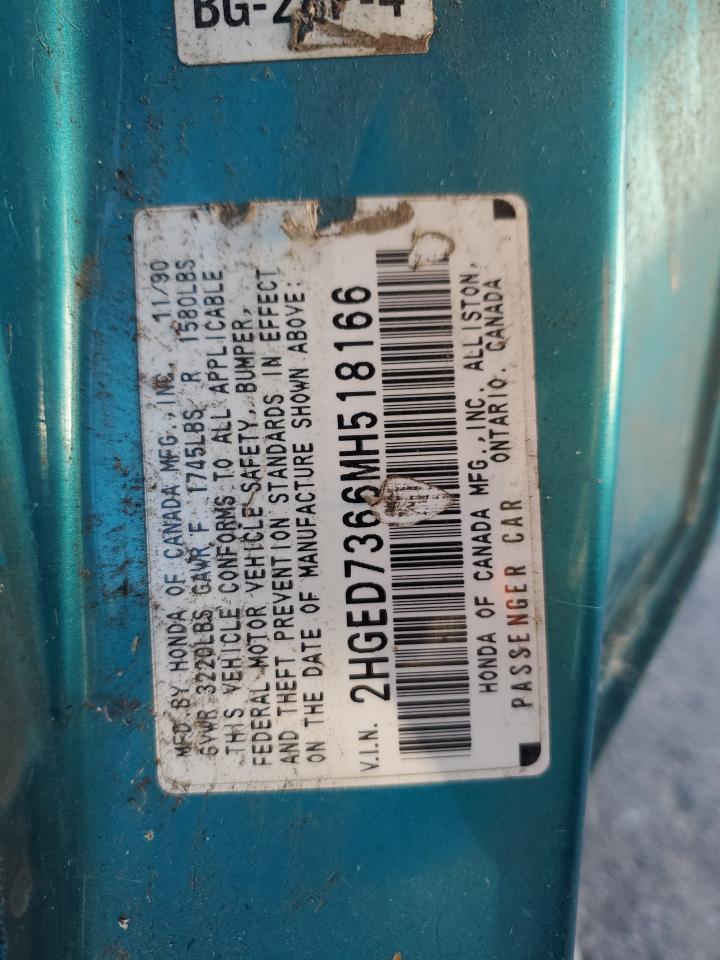 MFD.BY HONDA OF CANADA MFG.,INC. 11/90
GVWR 3220LBS GAWR F 1745LBS R 1580LBS
THIS VEHICLE CONFORMS TO ALL APPLICABLE
FEDERAL MOTOR VEHICLE SAFETY, BUMPER,
AND THEFT PREVENTION STANDARDS IN EFFECT
ON THE DATE OF MANUFACTURE SHOWN ABOVE:
V.I.N. 2HGED7366MH518166
HONDA OF CANADA MFG.,INC. ALLISTON,
ONTARIO. CANADA
PASSENGER CAR